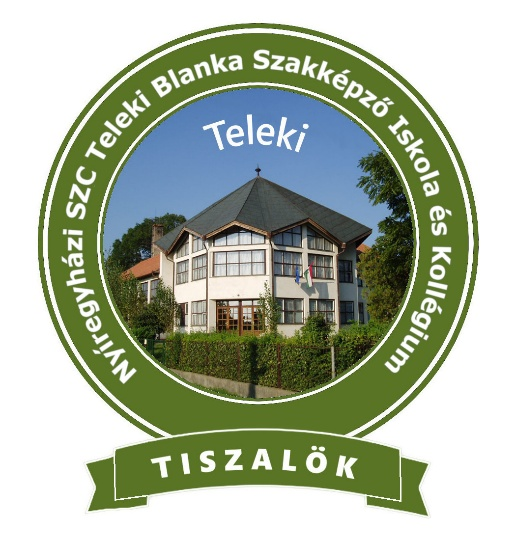 Nyíregyházi SZC Teleki Blanka Szakképző Iskola és Kollégium
Teleki
TISZALÖK